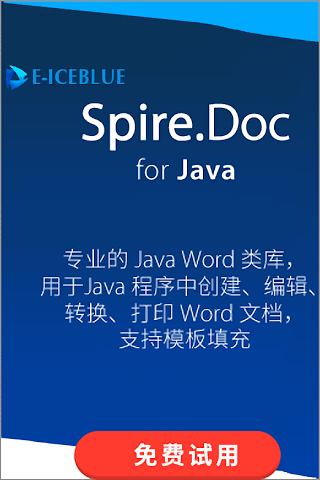 E-ICEBLUE
Spire.Doc
for Java
专业的 Java Word 类库，
用于Java 程序中创建、编辑、
转换、打印 Word 文档，
支持模板填充
免费试用